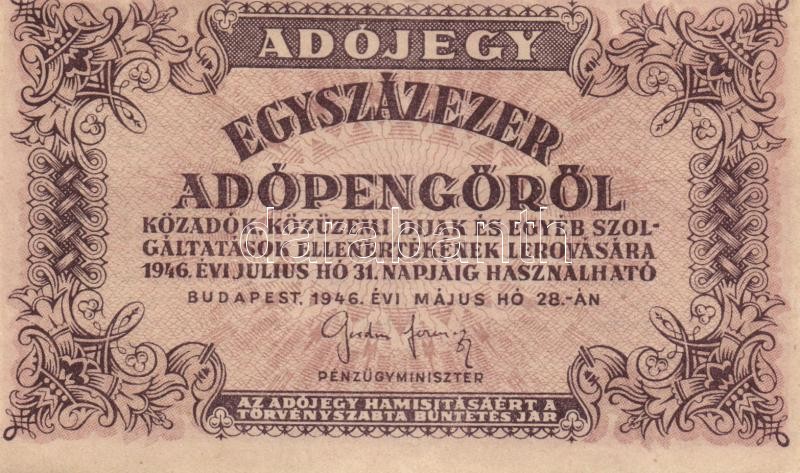 ADÓJEGY
EGYSZÁZEZER
ADÓPENGŐRŐL
KÖZADÓK, KÖZÜZEMI DIJAK ÉS EGYÉB SZOL-
GÁLTATÁSOK ELLENÉRTÉKÉNEK LEROVÁSÁRA
1946. ÉVI JULIUS HÓ 31. NAPJÁIG HASZNÁLHATÓ
BUDAPEST, 1946. ÉVI MÁJUS HÓ 28.-ÁN
PÉNZÜGYMINISZTER
AZ ADÓJEGY HAMISITÁSÁÉRT A
TÖRVÉNYSZABTA BÜNTETÉS JÁR
darabanth